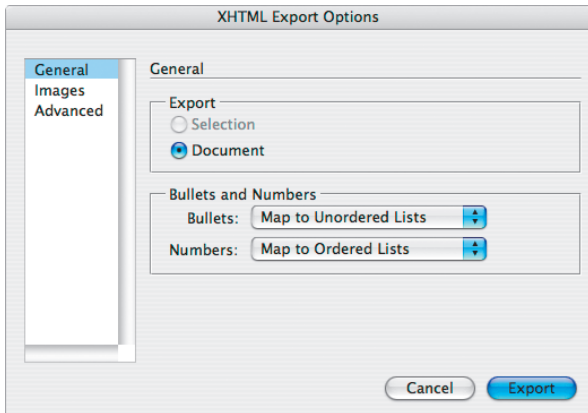 XHTML Export Options
General
Images
Advanced
General
Export
Selection
Document
Bullets and Numbers
Bullets: Map to Unordered Lists
Numbers: Map to Ordered Lists
Cancel Export